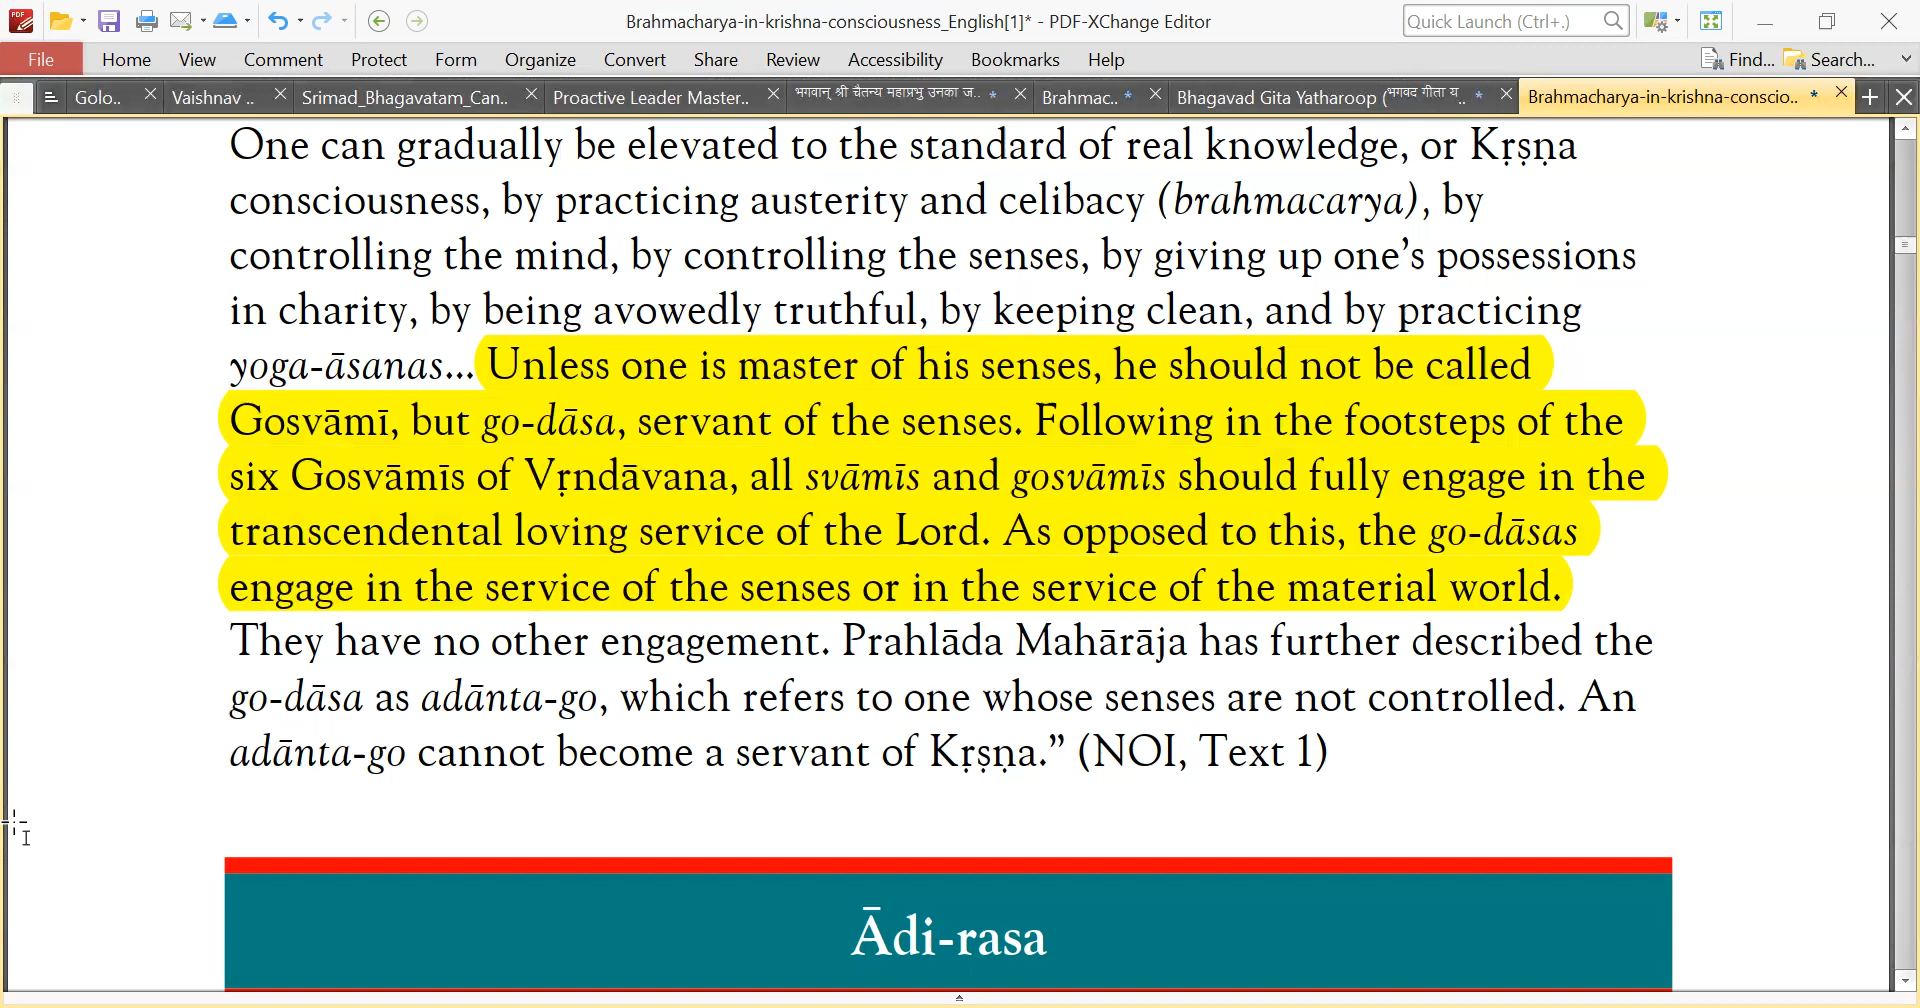 Brahmacharya-in-krishna-consciousness_English[1]* - PDF-XChange Editor
Quick Launch (Ctrl+.)
File Home View Comment Protect Form Organize Convert Share Review Accessibility Bookmarks Help Find... Search...
Golo.. Vaishnav .. Srimad_Bhagavatam_Can.. Proactive Leader Master.. भगवान् श्री चैतन्य महाप्रभु उनका ज.. * Brahmac.. * Bhagavad Gita Yatharoop (भगवद गीता य.. * Brahmacharya-in-krishna-conscio.. *
One can gradually be elevated to the standard of real knowledge, or Kṛṣṇa
consciousness, by practicing austerity and celibacy (brahmacarya), by
controlling the mind, by controlling the senses, by giving up one’s possessions
in charity, by being avowedly truthful, by keeping clean, and by practicing
yoga-āsanas... Unless one is master of his senses, he should not be called
Gosvāmī, but go-dāsa, servant of the senses. Following in the footsteps of the
six Gosvāmīs of Vṛndāvana, all svāmīs and gosvāmīs should fully engage in the
transcendental loving service of the Lord. As opposed to this, the go-dāsas
engage in the service of the senses or in the service of the material world.
They have no other engagement. Prahlāda Mahārāja has further described the
go-dāsa as adānta-go, which refers to one whose senses are not controlled. An
adānta-go cannot become a servant of Kṛṣṇa.” (NOI, Text 1)
Ādi-rasa